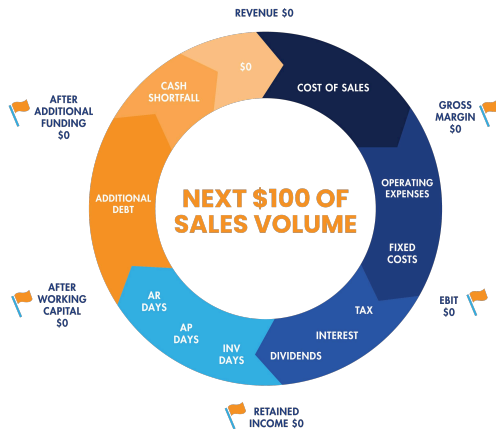 REVENUE $0
$0
COST OF SALES
GROSS
MARGIN
$0
OPERATING
EXPENSES
FIXED
COSTS
EBIT
$0
TAX
INTEREST
DIVIDENDS
RETAINED
INCOME $0
INV
DAYS
AP
DAYS
AR
DAYS
AFTER
WORKING
CAPITAL
$0
ADDITIONAL
DEBT
AFTER
ADDITIONAL
FUNDING
$0
CASH
SHORTFALL
NEXT $100 OF
SALES VOLUME